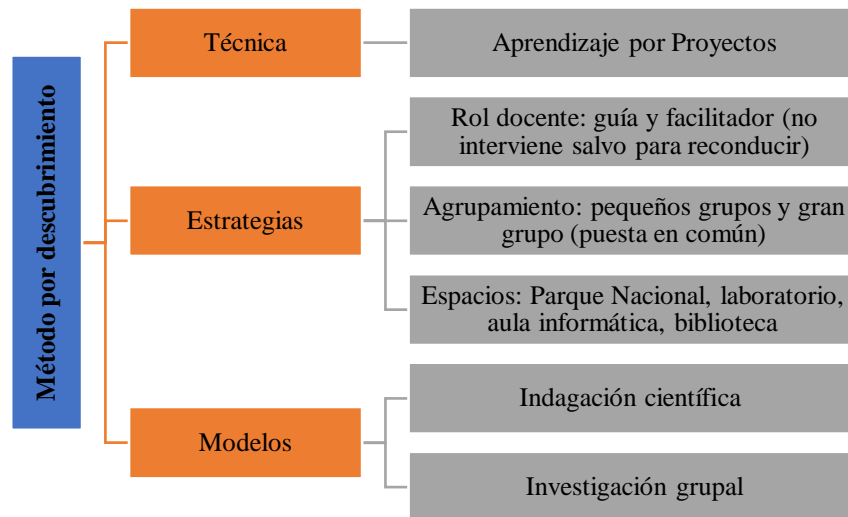 Método por descubrimiento
Técnica
Aprendizaje por Proyectos
Estrategias
Rol docente: guía y facilitador (no
interviene salvo para reconducir)
Agrupamiento: pequeños grupos y gran
grupo (puesta en común)
Espacios: Parque Nacional, laboratorio,
aula informática, biblioteca
Modelos
Indagación científica
Investigación grupal